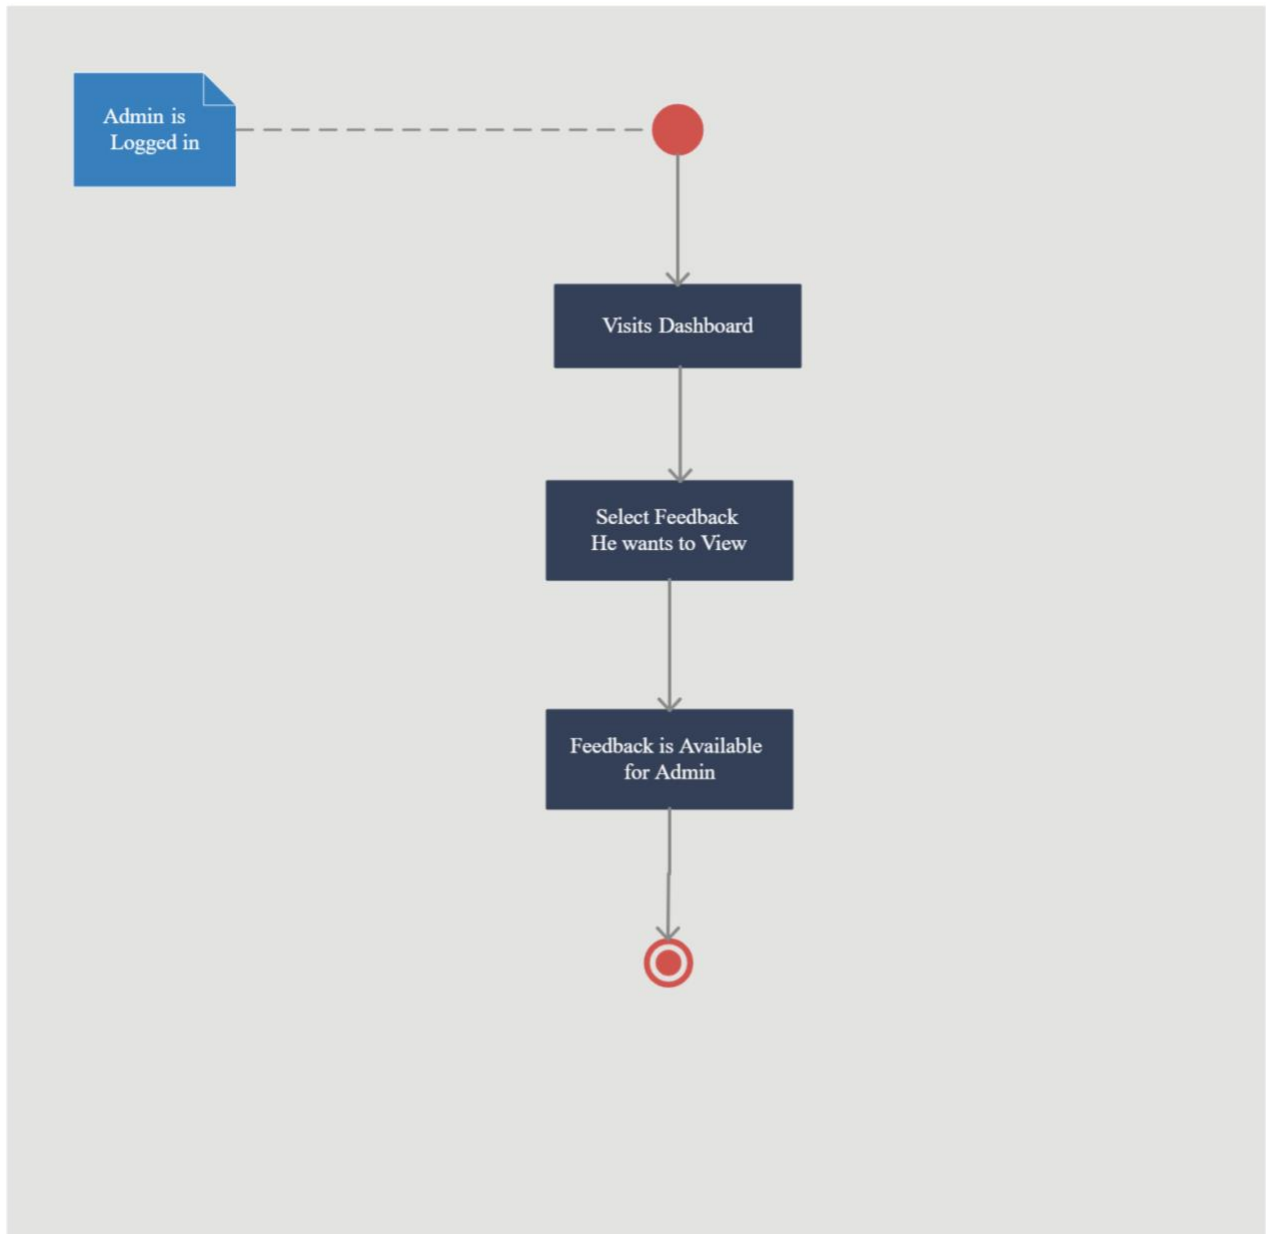 Admin is
Logged in
Visits Dashboard
Select Feedback
He wants to View
Feedback is Available
for Admin